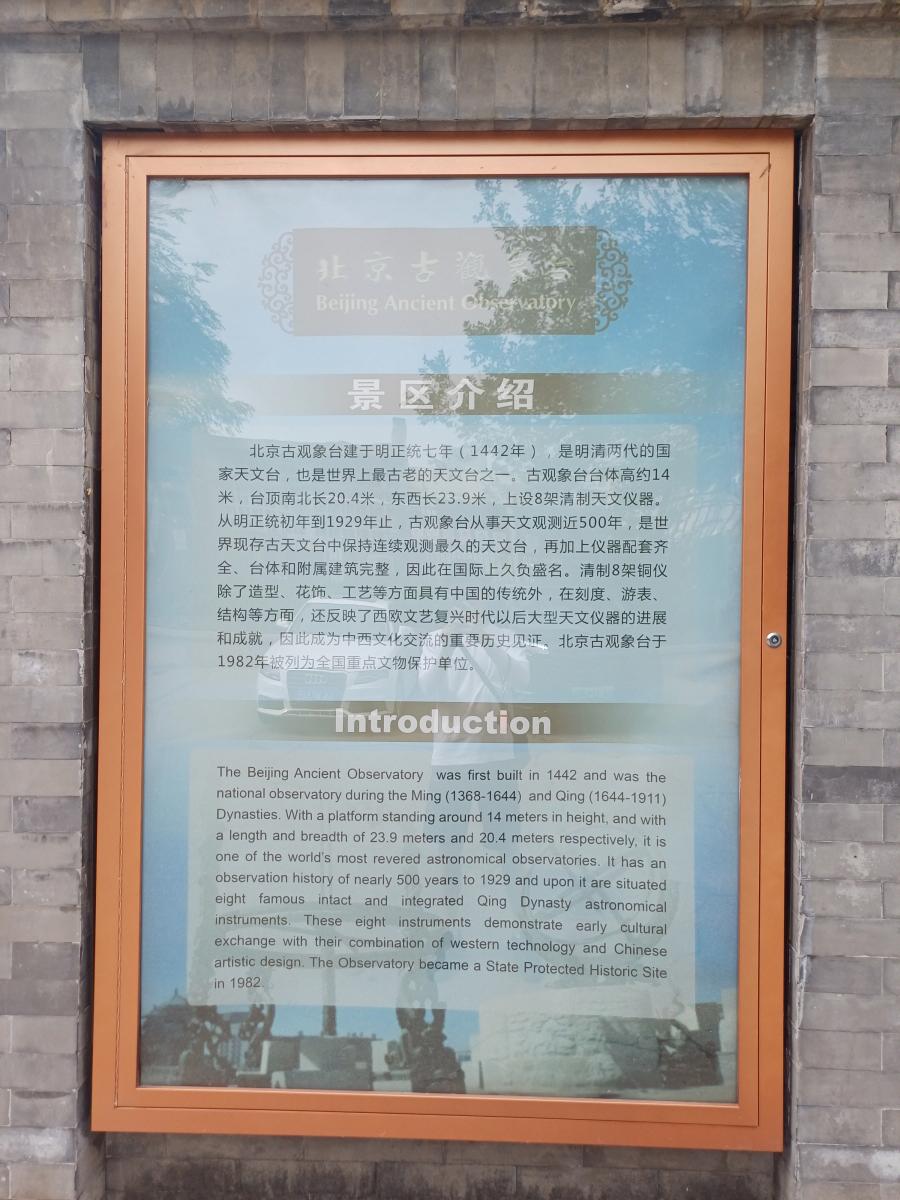 北京古觀象台
Beijing Ancient Observatory
景区介绍
北京古观象台建于明正统七年（1442年），是明清两代的国
家天文台，也是世界上最古老的天文台之一。古观象台台体高约14
米，台顶南北长20.4米，东西长23.9米，上设8架清制天文仪器。
从明正统初年到1929年止，古观象台从事天文观测近500年，是世
界现存古天文台中保持连续观测最久的天文台，再加上仪器配套齐
全、台体和附属建筑完整，因此在国际上久负盛名。清制8架铜仪
除了造型、花饰、工艺等方面具有中国的传统外，在刻度、游表、
结构等方面，还反映了西欧文艺复兴时代以后大型天文仪器的进展
和成就，因此成为中西文化交流的重要历史见证。北京古观象台于
1982年被列为全国重点文物保护单位。
Introduction
The Beijing Ancient Observatory was first built in 1442 and was the
national observatory during the Ming (1368-1644) and Qing (1644-1911)
Dynasties. With a platform standing around 14 meters in height, and with
a length and breadth of 23.9 meters and 20.4 meters respectively, it is
one of the world's most revered astronomical observatories. It has an
observation history of nearly 500 years to 1929 and upon it are situated
eight famous intact and integrated Qing Dynasty astronomical
instruments. These eight instruments demonstrate early cultural
exchange with their combination of western technology and Chinese
artistic design. The Observatory became a State Protected Historic Site
in 1982.